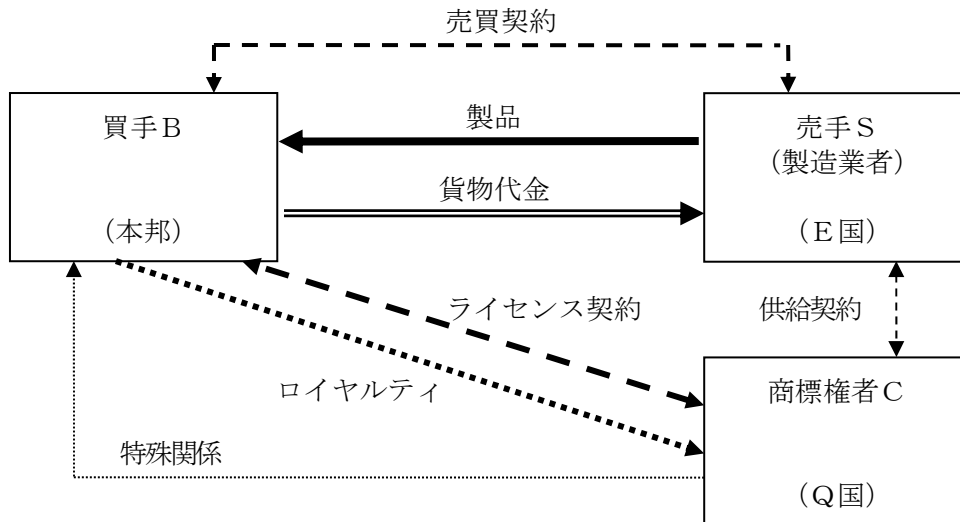 売買契約
買手Ｂ
（本邦）
製品
貨物代金
売手Ｓ
（製造業者）
（Ｅ国）
ライセンス契約
供給契約
ロイヤルティ
特殊関係
商標権者Ｃ
（Ｑ国）